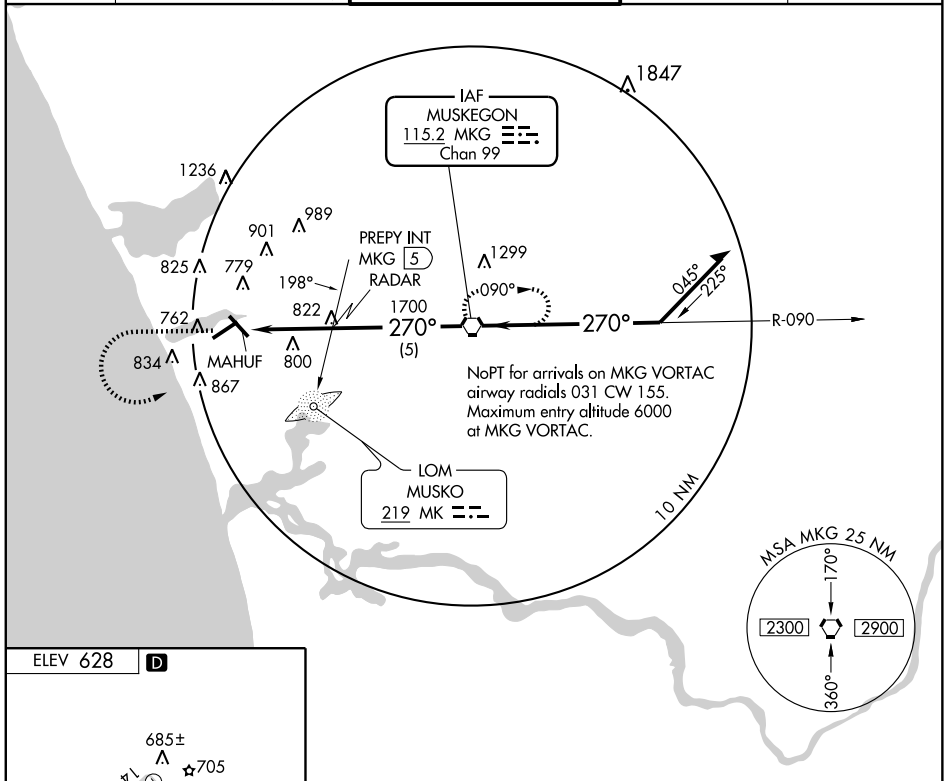 1847
IAF
MUSKEGON
115.2 MKG
Chan 99
1236
989
901
PREPY INT
MKG 5
RADAR
825
779
198°
1299
090°
045°
225°
762
822
1700
270°
(5)
270°
R-090
834
MAHUF
800
867
NoPT for arrivals on MKG VORTAC
airway radials 031 CW 155.
Maximum entry altitude 6000
at MKG VORTAC.
LOM
MUSKO
219 MK
10 NM
MSA MKG 25 NM
170°
2300
2900
360°
ELEV 628 D
685±
705
14